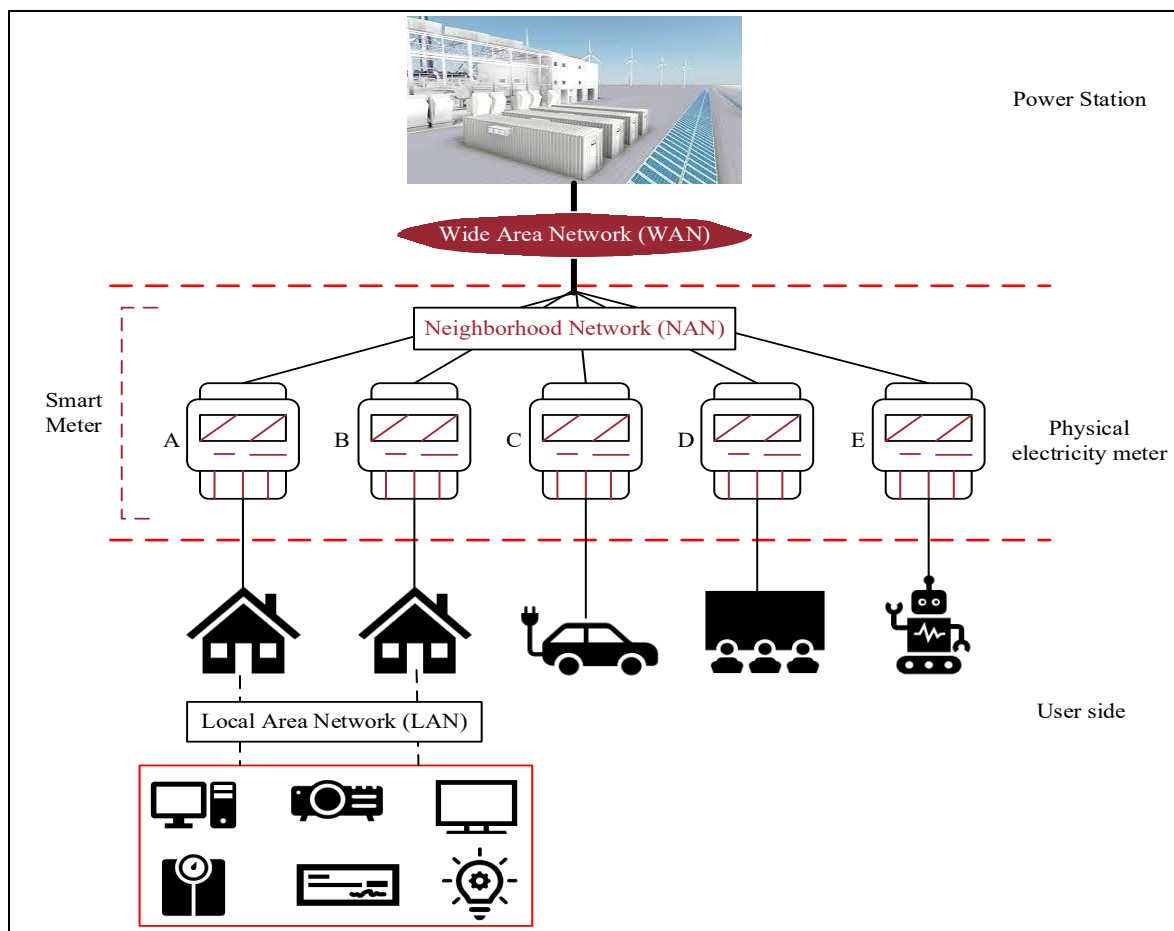 Power Station
Wide Area Network (WAN)
Neighborhood Network (NAN)
Smart
Meter
A
B
C
D
E
Physical
electricity meter
Local Area Network (LAN)
User side